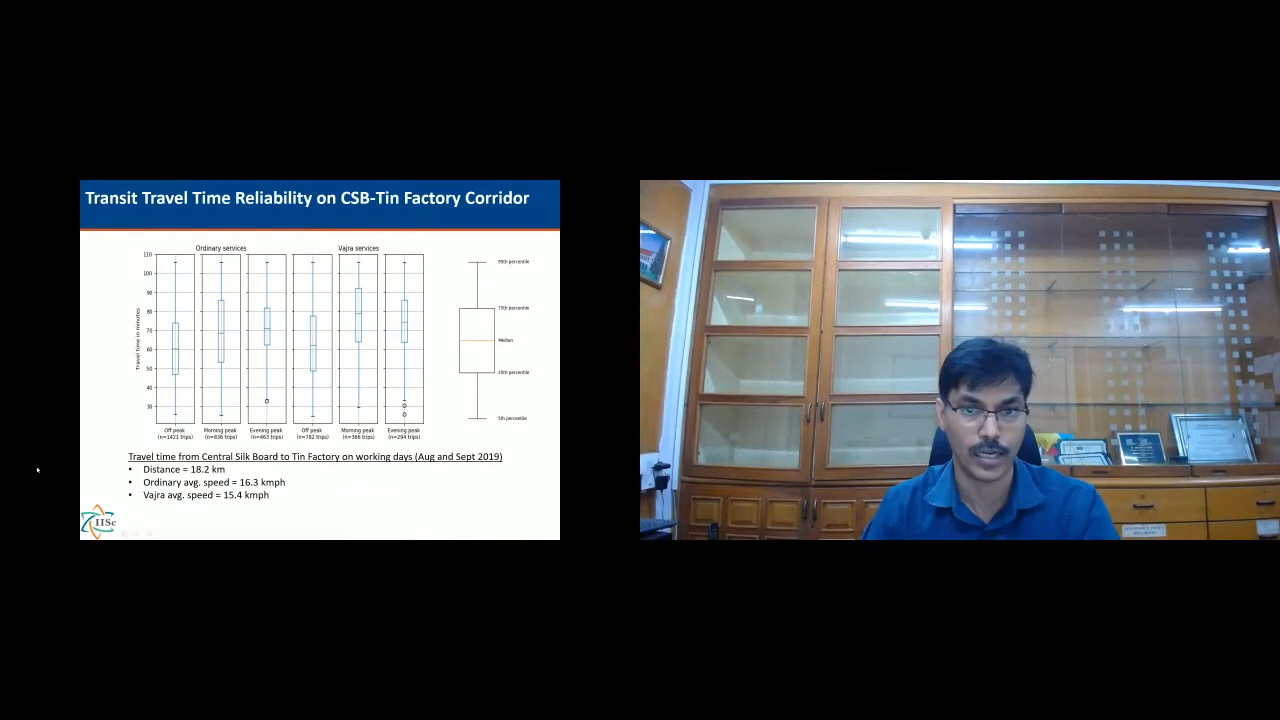 Transit Travel Time Reliability on CSB-Tin Factory Corridor
Ordinary services
Vajra services
Travel time in minutes
110
100
90
80
70
60
50
40
30
Off peak
(n=1421 trips)
Morning peak
(n=836 trips)
Evening peak
(n=463 trips)
Off peak
(n=782 trips)
Morning peak
(n=366 trips)
Evening peak
(n=294 trips)
95th percentile
75th percentile
Median
25th percentile
5th percentile
Travel time from Central Silk Board to Tin Factory on working days (Aug and Sept 2019)
• Distance = 18.2 km
• Ordinary avg. speed = 16.3 kmph
• Vajra avg. speed = 15.4 kmph
IISc